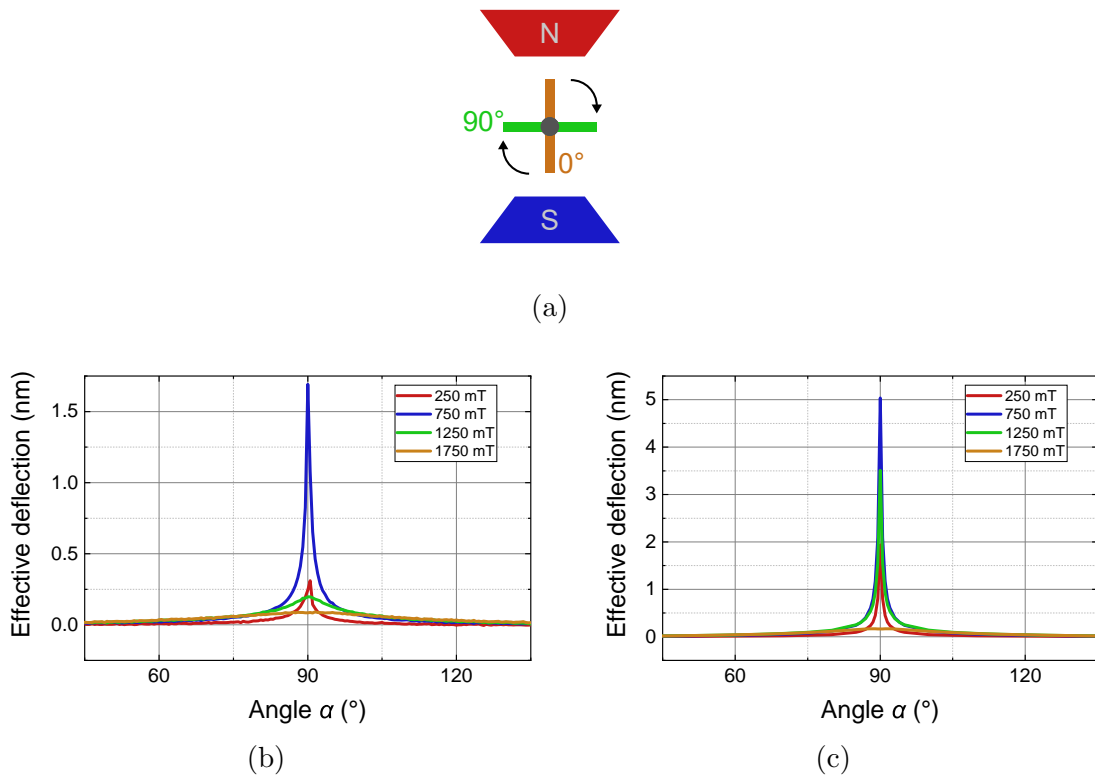 N
90°
0°
S
(a)
Effective deflection (nm)
1.5
1.0
0.5
0.0
250 mT
750 mT
1250 mT
1750 mT
60
90
120
Angle α (°)
(b)
Effective deflection (nm)
5
4
3
2
1
0
250 mT
750 mT
1250 mT
1750 mT
60
90
120
Angle α (°)
(c)